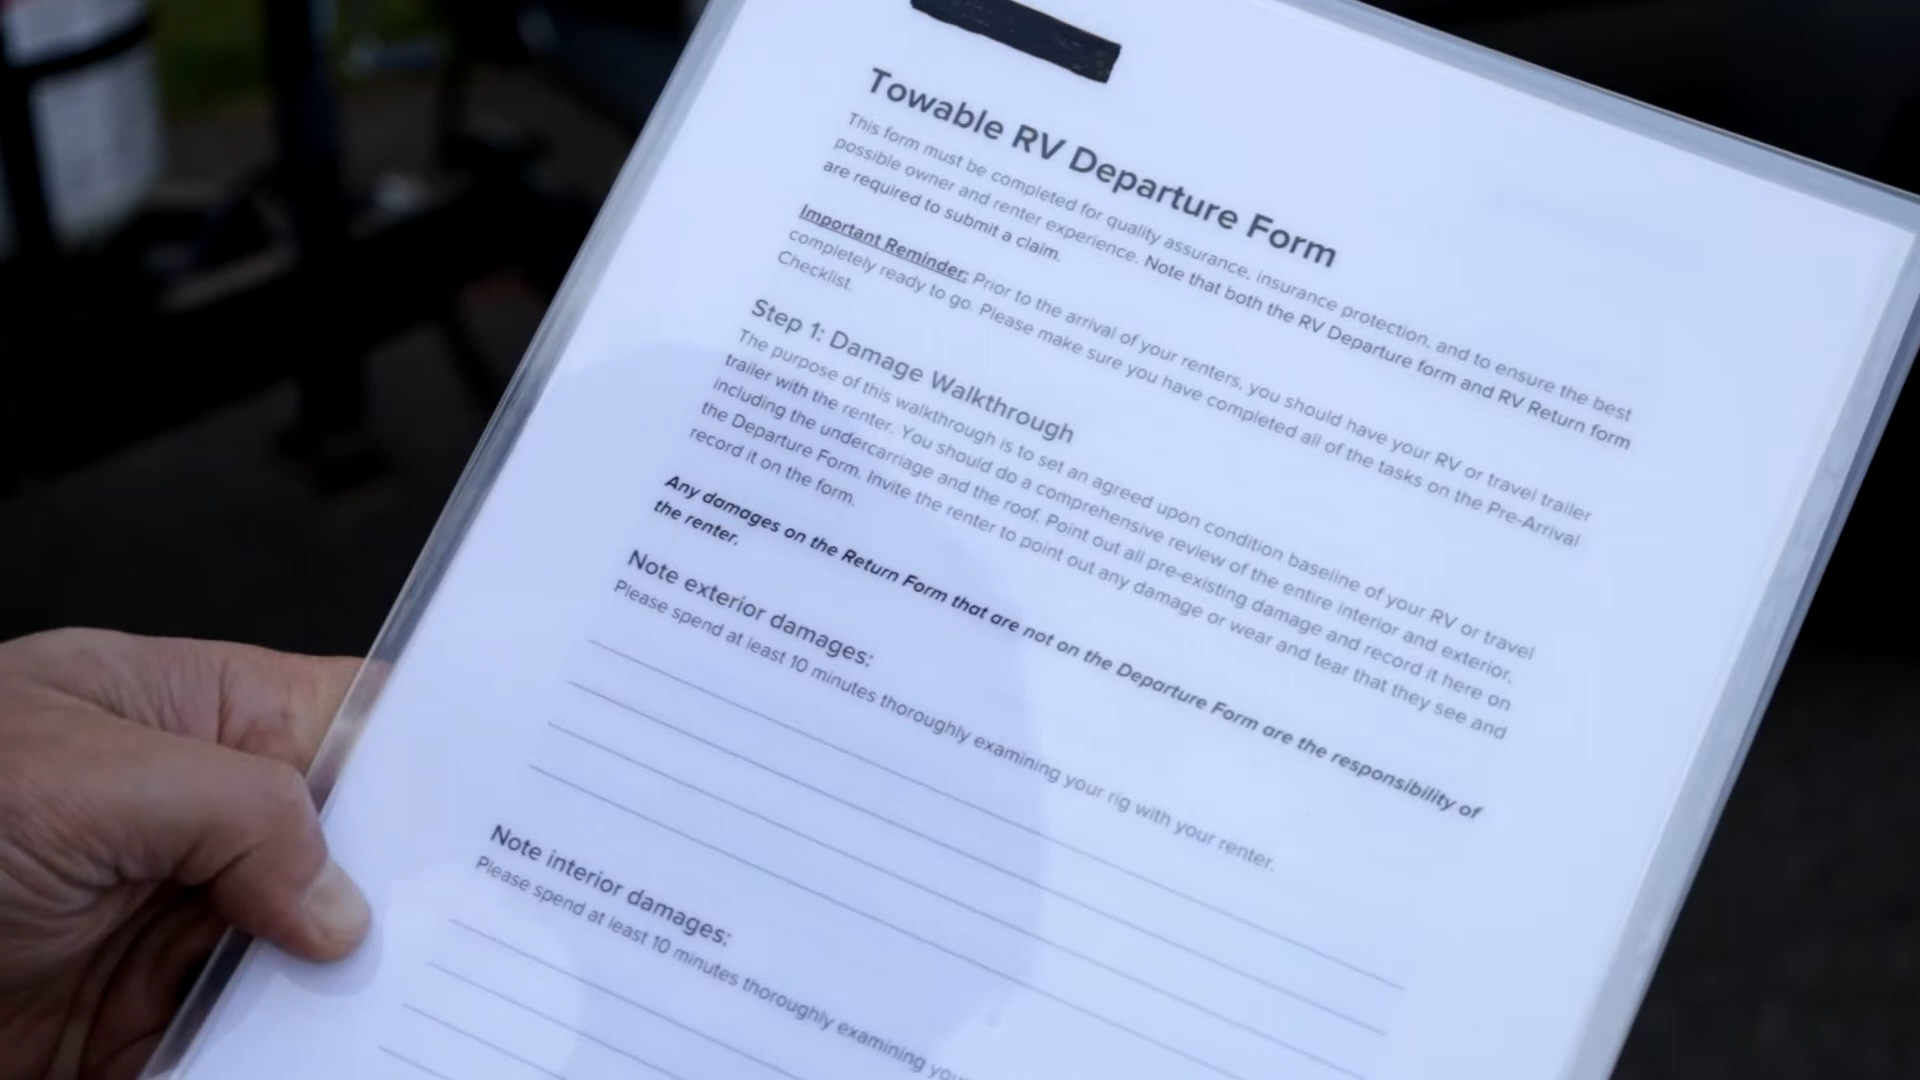 Towable RV Departure Form
This form must be completed for quality assurance, insurance protection, and to ensure the best
possible owner and renter experience. Note that both the RV Departure form and RV Return form
are required to submit a claim.
Important Reminder: Prior to the arrival of your renters, you should have your RV or travel trailer
completely ready to go. Please make sure you have completed all of the tasks on the Pre-Arrival
Checklist.
Step 1: Damage Walkthrough
The purpose of this walkthrough is to set an agreed upon condition baseline of your RV or travel
trailer with the renter. You should do a comprehensive review of the entire interior and exterior,
including the undercarriage and the roof. Point out all pre-existing damage and record it here on
the Departure Form. Invite the renter to point out any damage or wear and tear that they see and
record it on the form.
Any damages on the Return Form that are not on the Departure Form are the responsibility of
the renter.
Note exterior damages:
Please spend at least 10 minutes thoroughly examining your rig with your renter.
Note interior damages:
Please spend at least 10 minutes thoroughly examining